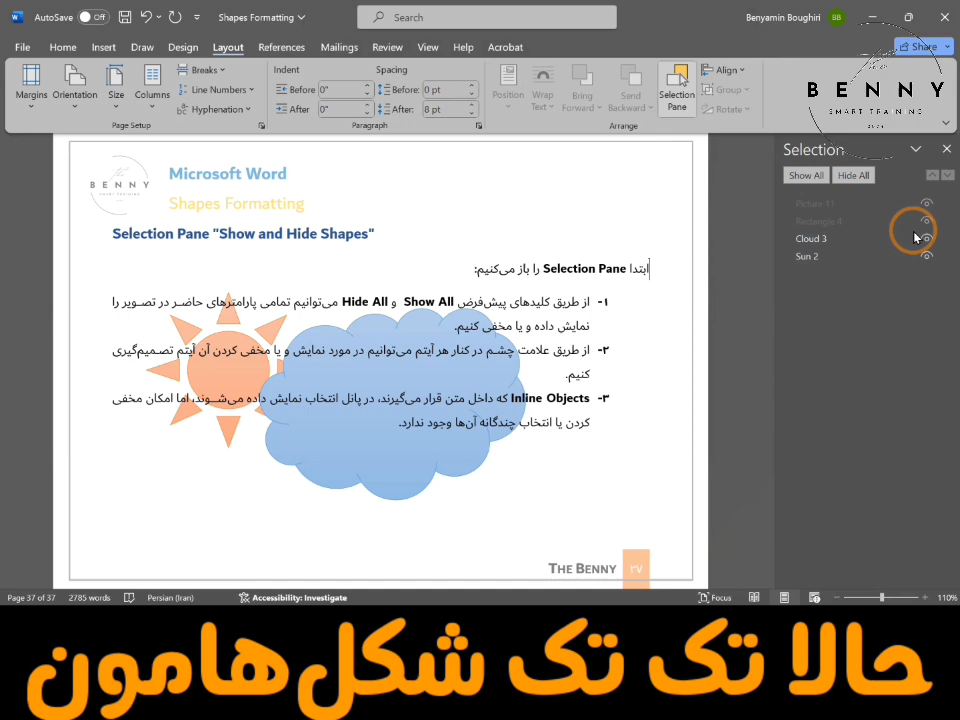 AutoSave Off Shapes Formatting Search Benyamin Boughiri BB
File Home Insert Draw Design Layout References Mailings Review View Help Acrobat Share
Margins Orientation Size Columns Breaks Line Numbers Hyphenation Indent Before 0" After 0" Spacing Before: 0 pt After: 8 pt Position Wrap Text Bring Forward Send Backward Selection Pane Align Group Rotate
Page Setup Paragraph Arrange
BENNY
SMART TRAINING
Selection
Show All Hide All
Picture 11
Rectangle 8
Cloud 3
Sun 2
BENNY
Microsoft Word
Shapes Formatting
Selection Pane "Show and Hide Shapes"
ابتدا Selection Pane را باز می‌کنیم:
۱- از طریق کلیدهای پیش‌فرض Show All و Hide All می‌توانیم تمامی پارامترهای حاضر در تصویر را
نمایش داده و یا مخفی کنیم.
۲- از طریق علامت چشم در کنار هر آیتم می‌توانیم در مورد نمایش و یا مخفی کردن آن آیتم تصمیم‌گیری
کنیم.
۳- Inline Objects که داخل متن قرار می‌گیرند، در پانل انتخاب نمایش داده می‌شوند، اما امکان مخفی
کردن یا انتخاب چندگانه آن‌ها وجود ندارد.
THE BENNY ۳۷
Page 37 of 37 2785 words Persian (Iran) Accessibility: Investigate Focus 110%
حالا تک تک شکل‌هامون